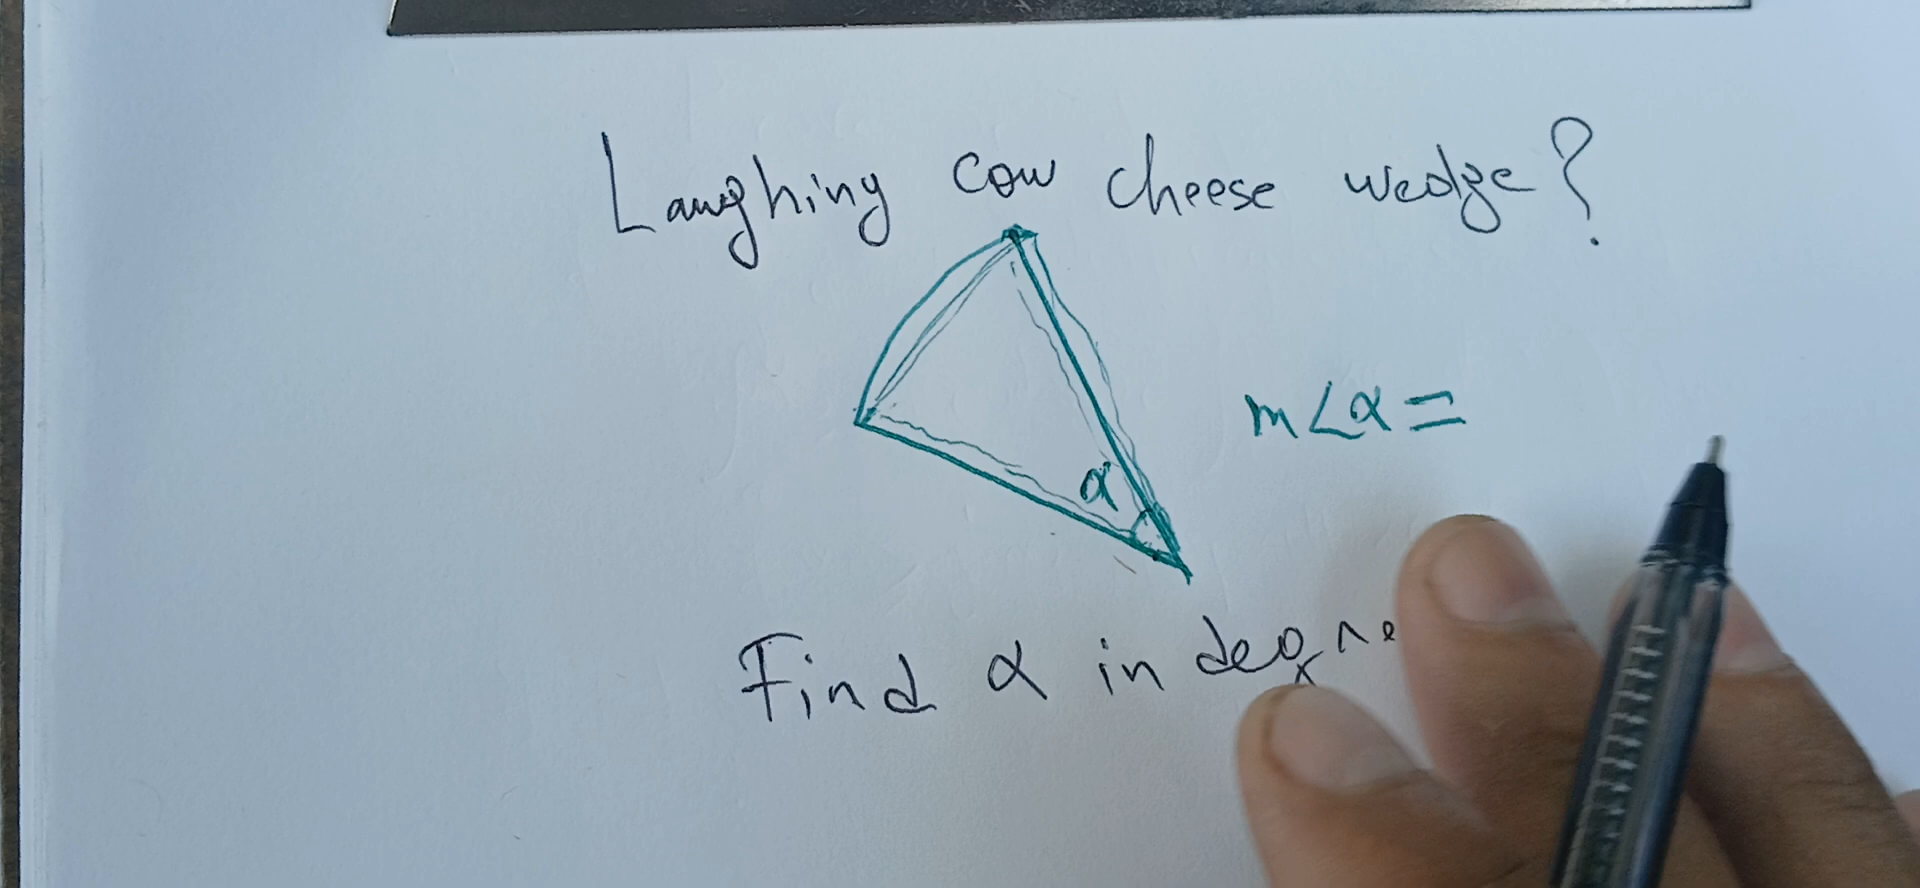 Laughing cow cheese wedge?
α
m∠α =
Find α in